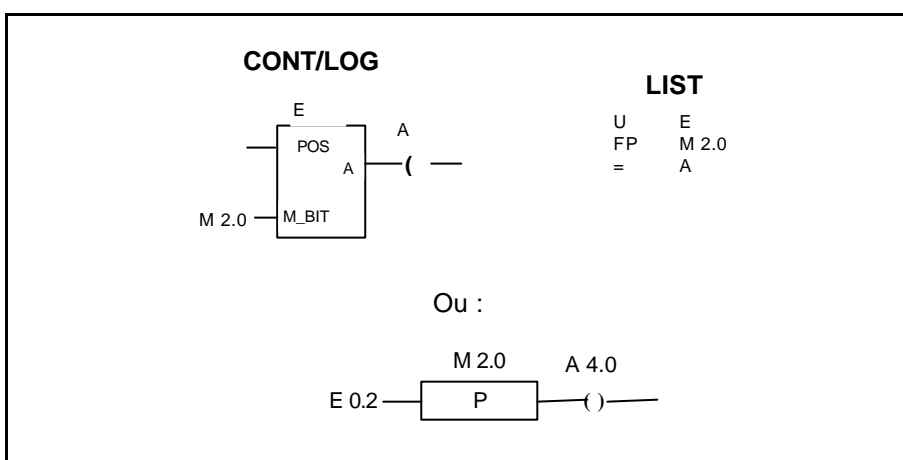 CONT/LOG
E
POS
A
A
(
M 2.0
M_BIT
LIST
U E
FP M 2.0
= A
Ou :
M 2.0
A 4.0
E 0.2
P
( )